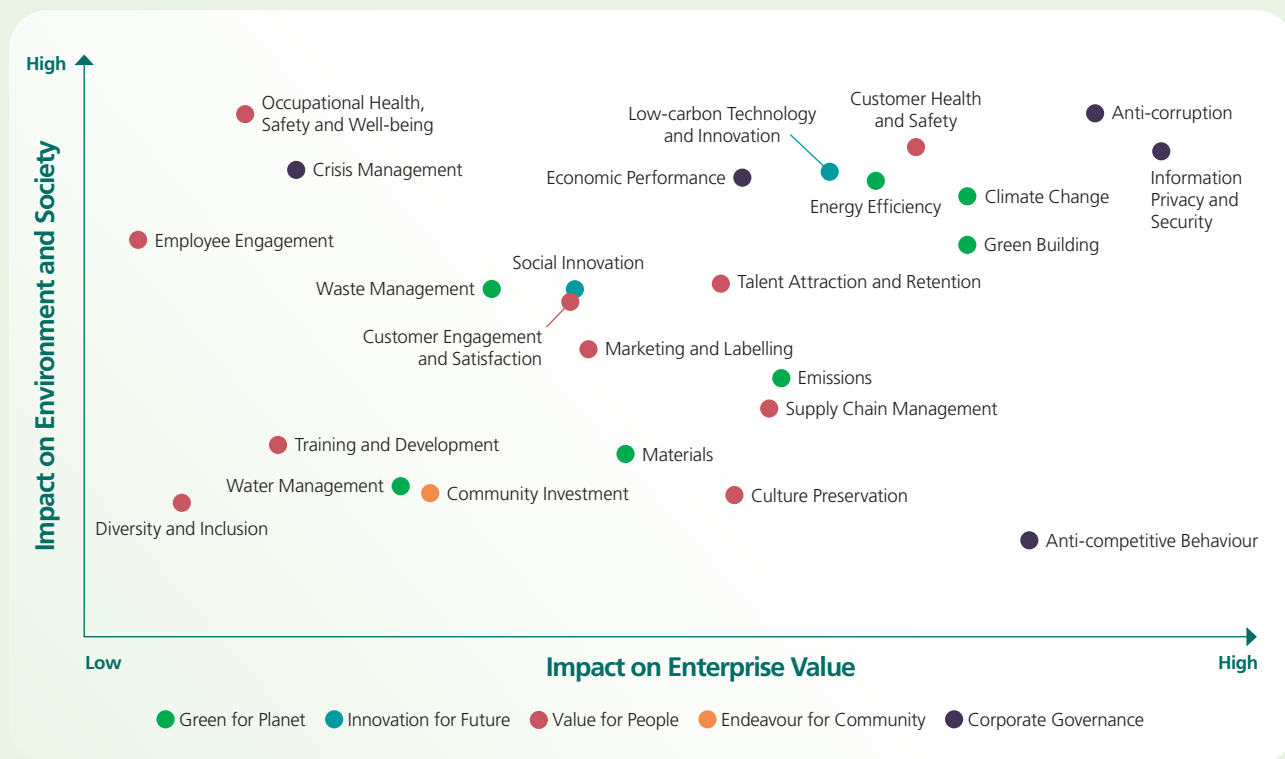 High
Impact on Environment and Society
Occupational Health,
Safety and Well-being
Crisis Management
Employee Engagement
Low-carbon Technology
and Innovation
Customer Health
and Safety
Anti-corruption
Economic Performance
Energy Efficiency
Climate Change
Information
Privacy and
Security
Green Building
Social Innovation
Waste Management
Talent Attraction and Retention
Customer Engagement
and Satisfaction
Marketing and Labelling
Emissions
Supply Chain Management
Training and Development
Materials
Water Management
Community Investment
Culture Preservation
Diversity and Inclusion
Anti-competitive Behaviour
Low
Impact on Enterprise Value
High
Green for Planet
Innovation for Future
Value for People
Endeavour for Community
Corporate Governance